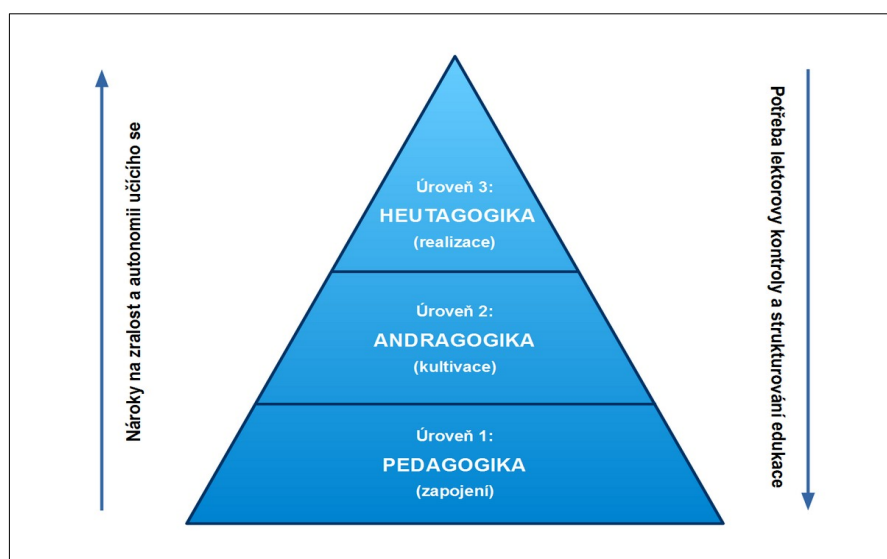 Nároky na zralost a autonomii učícího se
Úroveň 3:
HEUTAGOGIKA
(realizace)
Úroveň 2:
ANDRAGOGIKA
(kultivace)
Úroveň 1:
PEDAGOGIKA
(zapojení)
Potřeba lektorovy kontroly a strukturování edukace